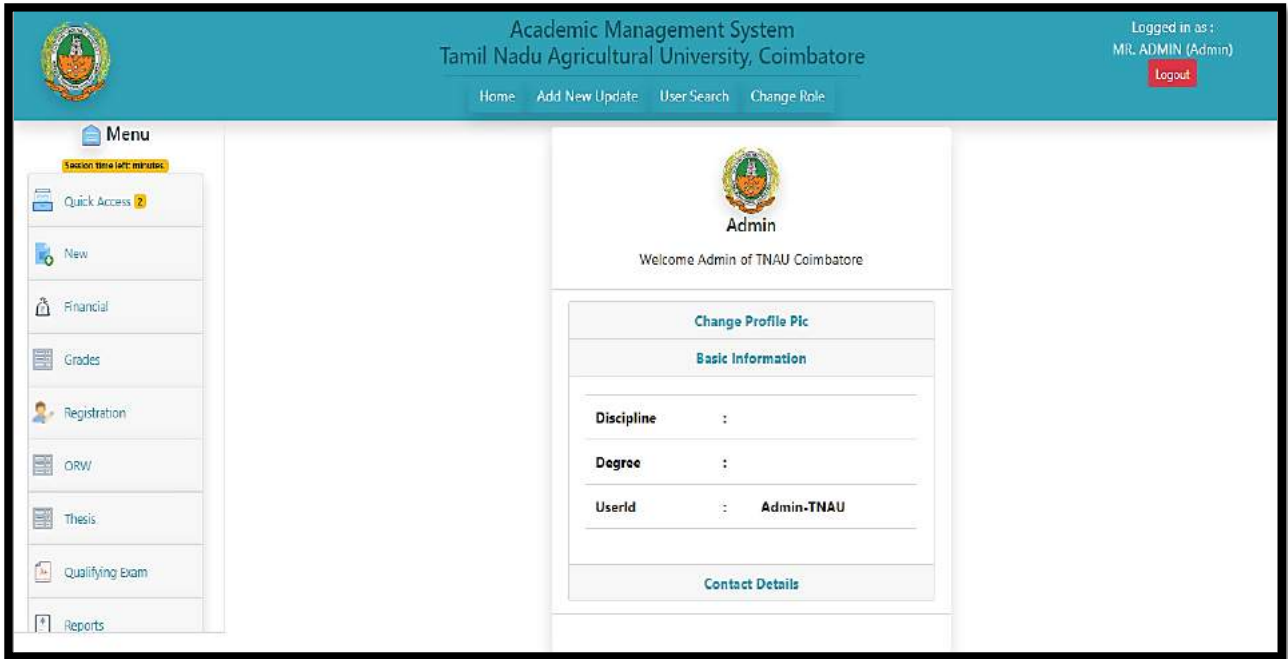 Academic Management System
Tamil Nadu Agricultural University, Coimbatore
Home Add New Update User Search Change Role
Logged in as :
MR. ADMIN (Admin)
Logout
Menu
Session time left: minutes.
Quick Access 2
New
Financial
Grades
Registration
ORW
Thesis
Qualifying Exam
Reports
Admin
Welcome Admin of TNAU Coimbatore
Change Profile Pic
Basic Information
Discipline :
Degree :
UserId : Admin-TNAU
Contact Details